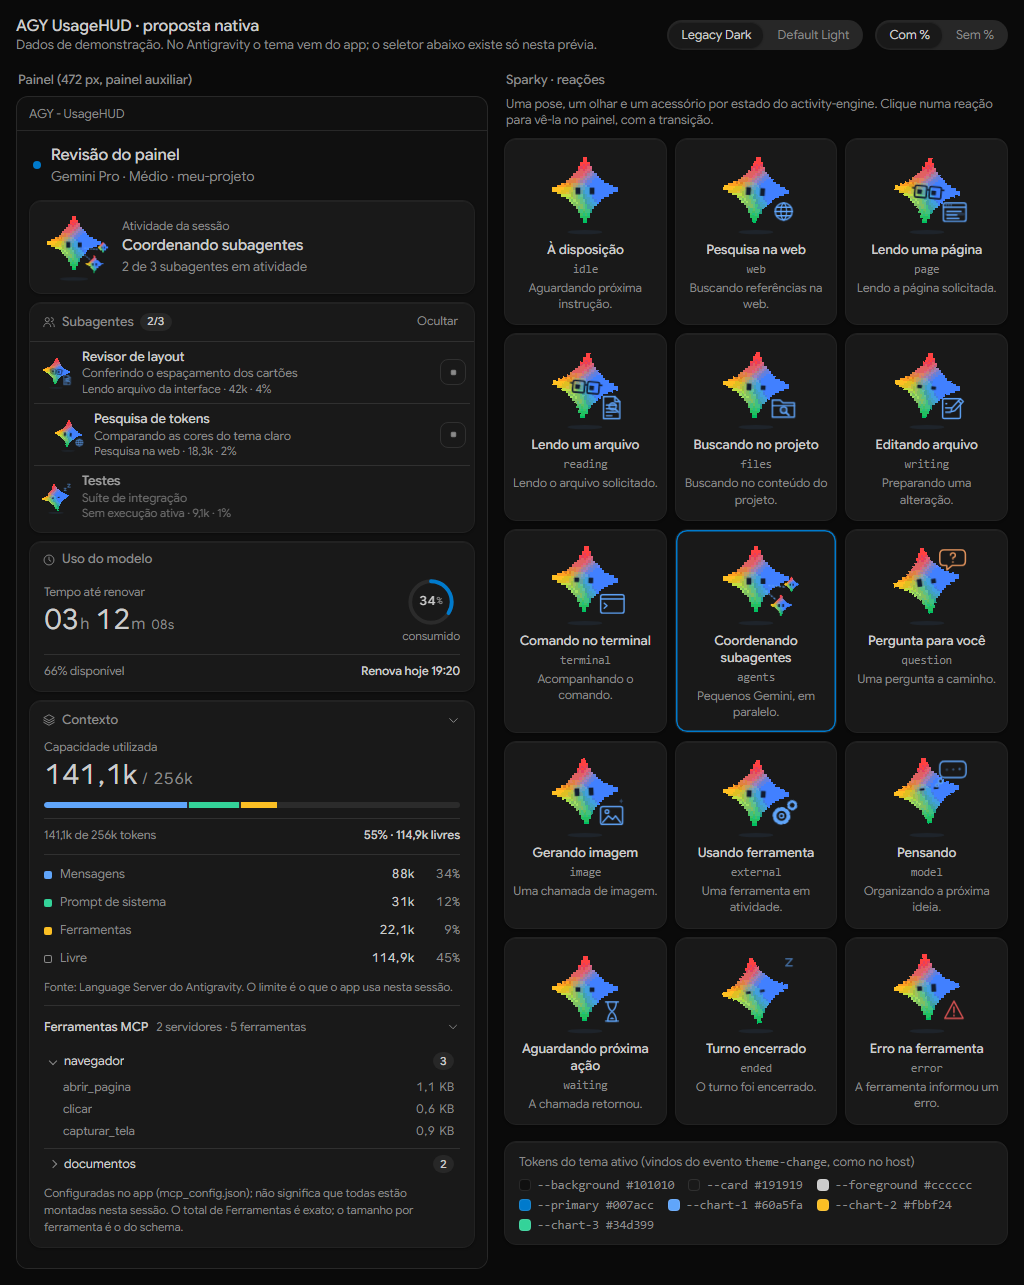 AGY UsageHUD · proposta nativa
Dados de demonstração. No Antigravity o tema vem do app; o seletor abaixo existe só nesta prévia.
Legacy Dark
Default Light
Com %
Sem %
Painel (472 px, painel auxiliar)
AGY - UsageHUD
Revisão do painel
Gemini Pro · Médio · meu-projeto
Atividade da sessão
Coordenando subagentes
2 de 3 subagentes em atividade
Subagentes 2/3
Ocultar
Revisor de layout
Conferindo o espaçamento dos cartões
Lendo arquivo da interface · 42k · 4%
Pesquisa de tokens
Comparando as cores do tema claro
Pesquisa na web · 18,3k · 2%
Testes
Suíte de integração
Sem execução ativa · 9,1k · 1%
Uso do modelo
Tempo até renovar
03h 12m 08s
34%
consumido
66% disponível
Renova hoje 19:20
Contexto
Capacidade utilizada
141,1k / 256k
141,1k de 256k tokens
55% · 114,9k livres
Mensagens 88k 34%
Prompt de sistema 31k 12%
Ferramentas 22,1k 9%
Livre 114,9k 45%
Fonte: Language Server do Antigravity. O limite é o que o app usa nesta sessão.
Ferramentas MCP 2 servidores · 5 ferramentas
navegador 3
abrir_pagina 1,1 KB
clicar 0,6 KB
capturar_tela 0,9 KB
documentos 2
Configuradas no app (mcp_config.json); não significa que todas estão
montadas nesta sessão. O total de Ferramentas é exato; o tamanho por
ferramenta é o do schema.
Sparky · reações
Uma pose, um olhar e um acessório por estado do activity-engine. Clique numa reação
para vê-la no painel, com a transição.
À disposição
idle
Aguardando próxima
instrução.
Pesquisa na web
web
Buscando referências na
web.
Lendo uma página
page
Lendo a página solicitada.
Lendo um arquivo
reading
Lendo o arquivo solicitado.
Buscando no projeto
files
Buscando no conteúdo do
projeto.
Editando arquivo
writing
Preparando uma
alteração.
Comando no terminal
terminal
Acompanhando o
comando.
Coordenando
subagentes
agents
Pequenos Gemini, em
paralelo.
?
Pergunta para você
question
Uma pergunta a caminho.
Gerando imagem
image
Uma chamada de imagem.
Usando ferramenta
external
Uma ferramenta em
atividade.
Pensando
model
Organizando a próxima
ideia.
Aguardando próxima
ação
waiting
A chamada retornou.
Z
Turno encerrado
ended
O turno foi encerrado.
Erro na ferramenta
error
A ferramenta informou um
erro.
Tokens do tema ativo (vindos do evento theme-change, como no host)
--background #101010 --card #191919 --foreground #cccccc
--primary #007acc --chart-1 #60a5fa --chart-2 #fbbf24
--chart-3 #34d399